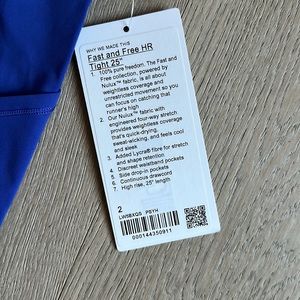 WHY WE MADE THIS
Fast and Free HR
Tight 25"
1. 100% pure freedom. The Fast and
Free collection, powered by
Nulux™ fabric, is all about
weightless coverage and
unrestricted movement so you
can focus on catching that
runner's high
2. Our Nulux™ fabric with
engineered four-way stretch
provides weightless coverage
that's quick-drying,
sweat-wicking, and feels cool
and sleek
3. Added Lycra® fibre for stretch
and shape retention
4. Discreet waistband pockets
5. Side drop-in pockets
6. Continuous drawcord
7. High rise, 25" length
2
LW5BXQS PSYH
000144350911